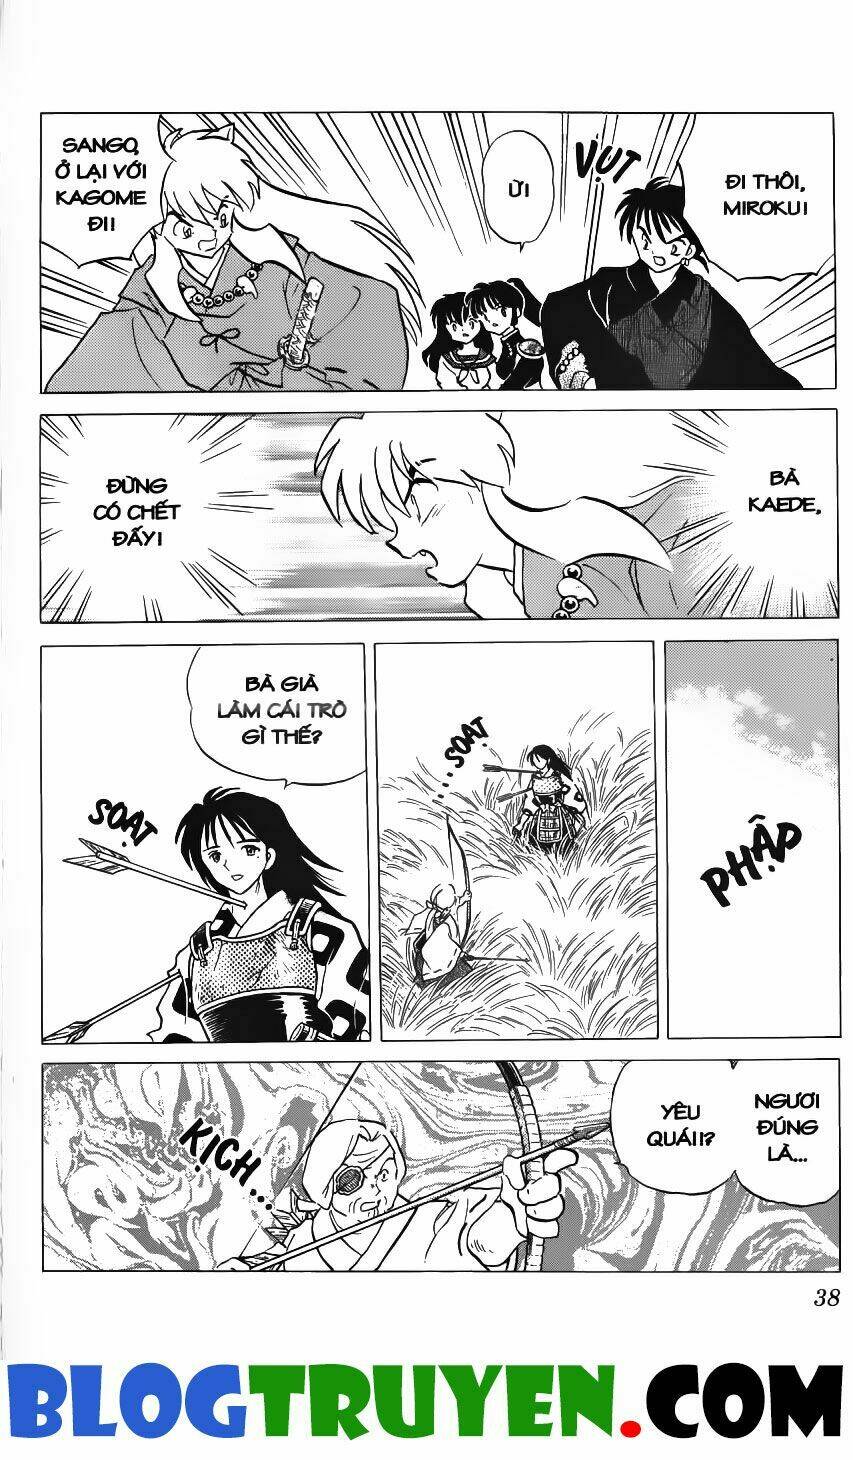 ĐI THÔI,
MIROKU!
VỤT
ỪI
SANGO,
Ở LẠI VỚI
KAGOME
ĐI!
BÀ
KAEDE,
ĐỪNG
CÓ CHẾT
ĐẤY!
PHẬP
....SOẠT
BÀ GIÀ
LÀM CÁI TRÒ
GÌ THẾ?
SOẠT
NGƯƠI
ĐÚNG
LÀ...
YÊU
QUÁI!?
KỊCH...
38
BLOGTRUYEN.COM